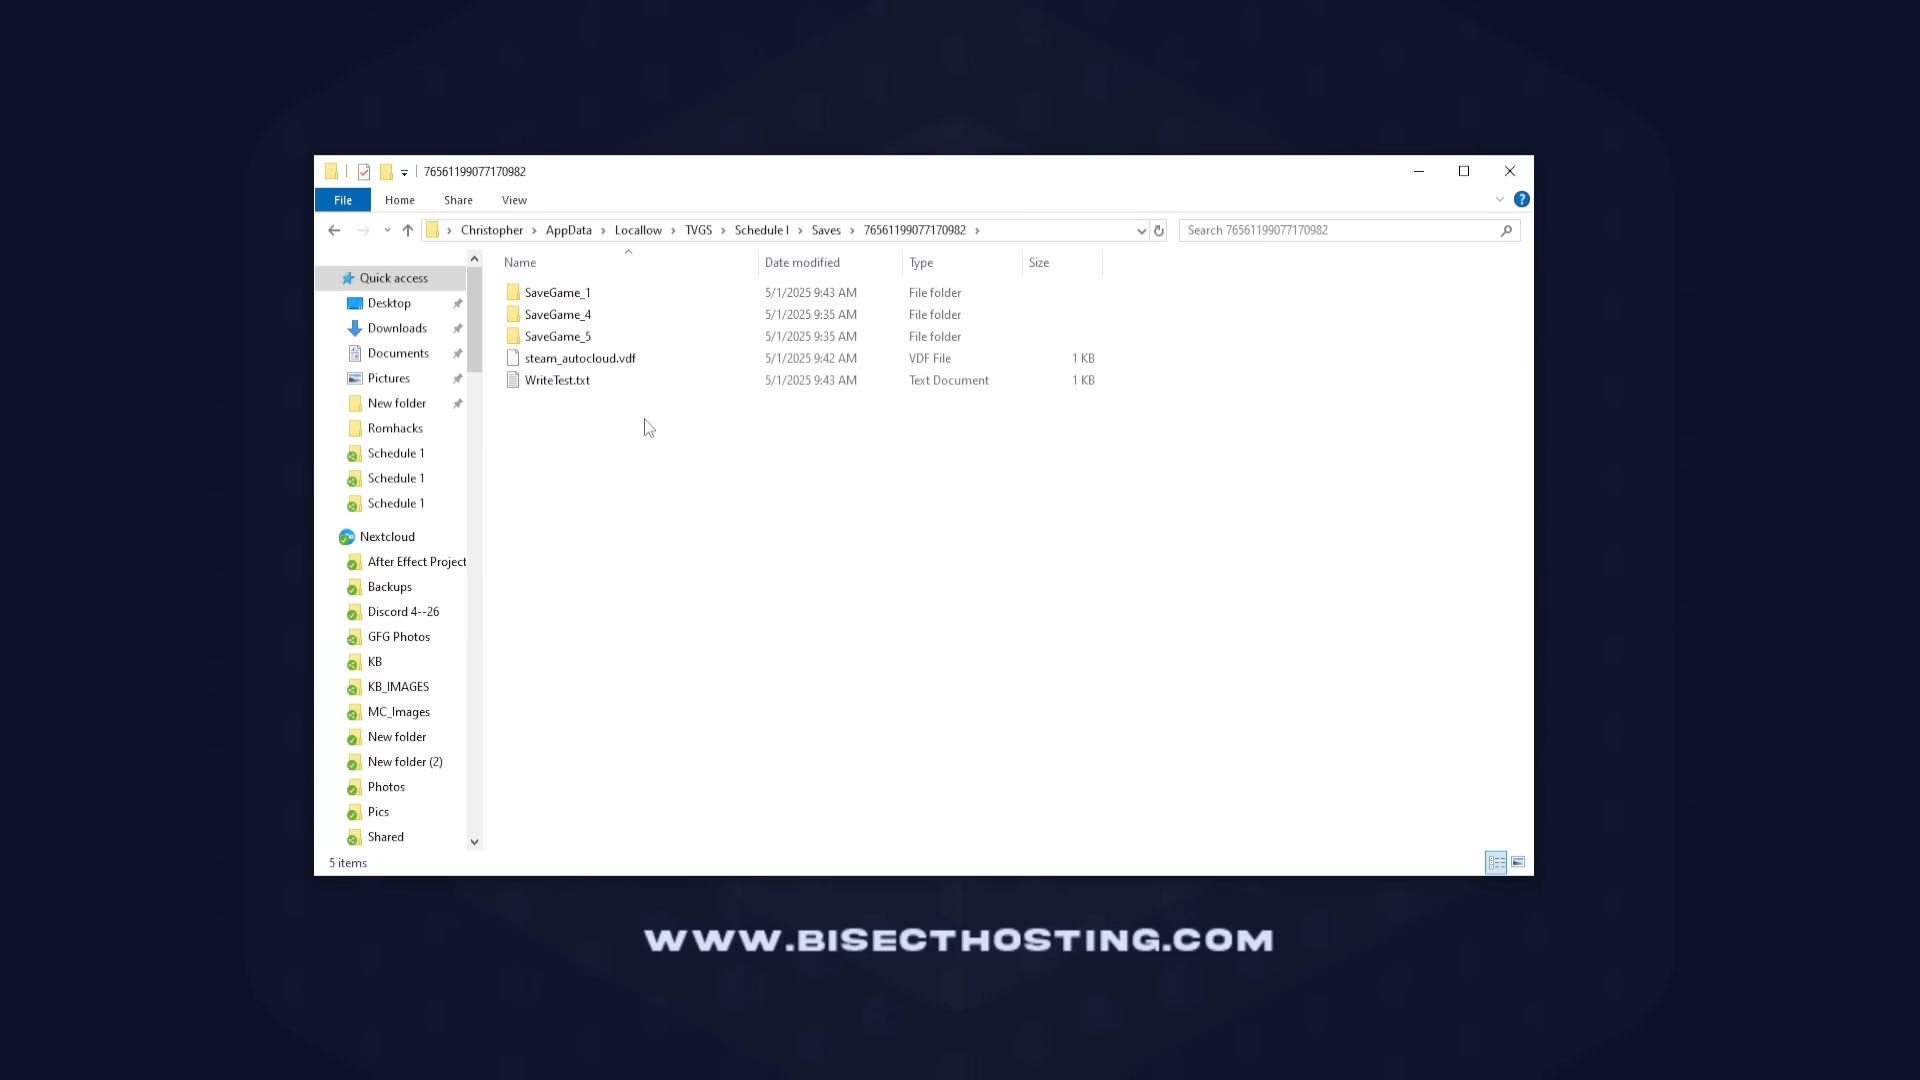 76561199077170982
File Home Share View
Christopher > AppData > Locallow > TVGS > Schedule I > Saves > 76561199077170982 >
Search 76561199077170982
Name Date modified Type Size
SaveGame_1 5/1/2025 9:43 AM File folder
SaveGame_4 5/1/2025 9:35 AM File folder
SaveGame_5 5/1/2025 9:35 AM File folder
steam_autocloud.vdf 5/1/2025 9:42 AM VDF File 1 KB
WriteTest.txt 5/1/2025 9:43 AM Text Document 1 KB
Quick access
Desktop
Downloads
Documents
Pictures
New folder
Romhacks
Schedule 1
Schedule 1
Schedule 1
Nextcloud
After Effect Project
Backups
Discord 4--26
GFG Photos
KB
KB_IMAGES
MC_Images
New folder
New folder (2)
Photos
Pics
Shared
5 items
WWW.BISECTHOSTING.COM